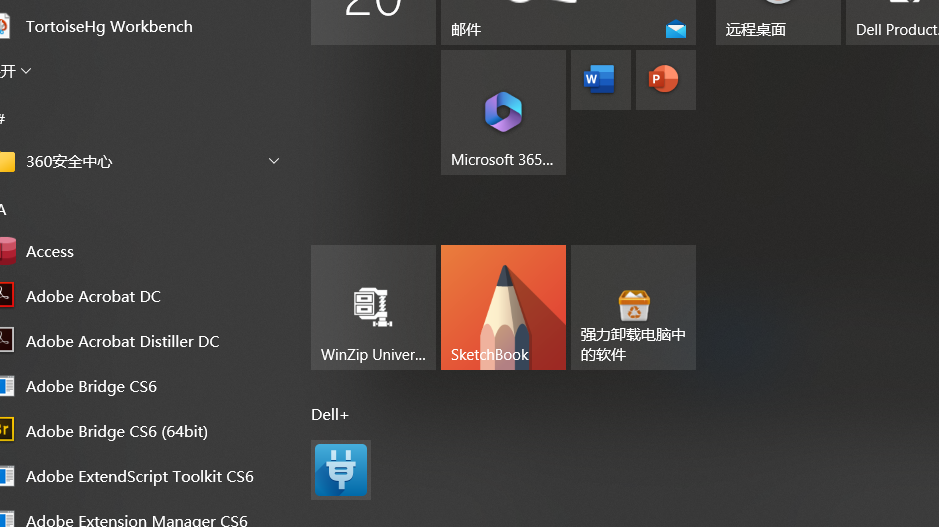 TortoiseHg Workbench
开
#
360安全中心
A
Access
Adobe Acrobat DC
Adobe Acrobat Distiller DC
Adobe Bridge CS6
Adobe Bridge CS6 (64bit)
Adobe ExtendScript Toolkit CS6
Adobe Extension Manager CS6
20
邮件
远程桌面
Dell Product.
W
P
Microsoft 365...
WinZip Univer...
SketchBook
强力卸载电脑中
的软件
Dell+